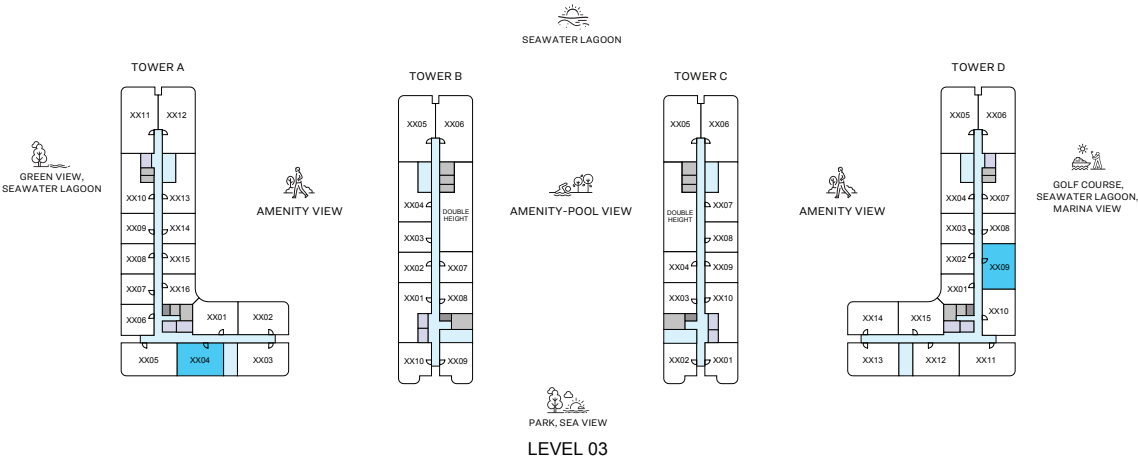 SEAWATER LAGOON
TOWER A
TOWER B
TOWER C
TOWER D
XX11 XX12
XX10 XX13
XX09 XX14
XX08 XX15
XX07 XX16
XX06 XX01 XX02
XX05 XX04 XX03
XX05 XX06
XX04 DOUBLE
HEIGHT
XX03
XX02 XX07
XX01 XX08
XX10 XX09
XX05 XX06
DOUBLE
HEIGHT
XX07
XX08
XX04 XX09
XX03 XX10
XX02 XX01
XX05 XX06
XX04 XX07
XX03 XX08
XX02 XX09
XX01
XX14 XX15 XX10
XX13 XX12 XX11
GREEN VIEW,
SEAWATER LAGOON
AMENITY VIEW
AMENITY-POOL VIEW
AMENITY VIEW
GOLF COURSE,
SEAWATER LAGOON,
MARINA VIEW
PARK, SEA VIEW
LEVEL 03